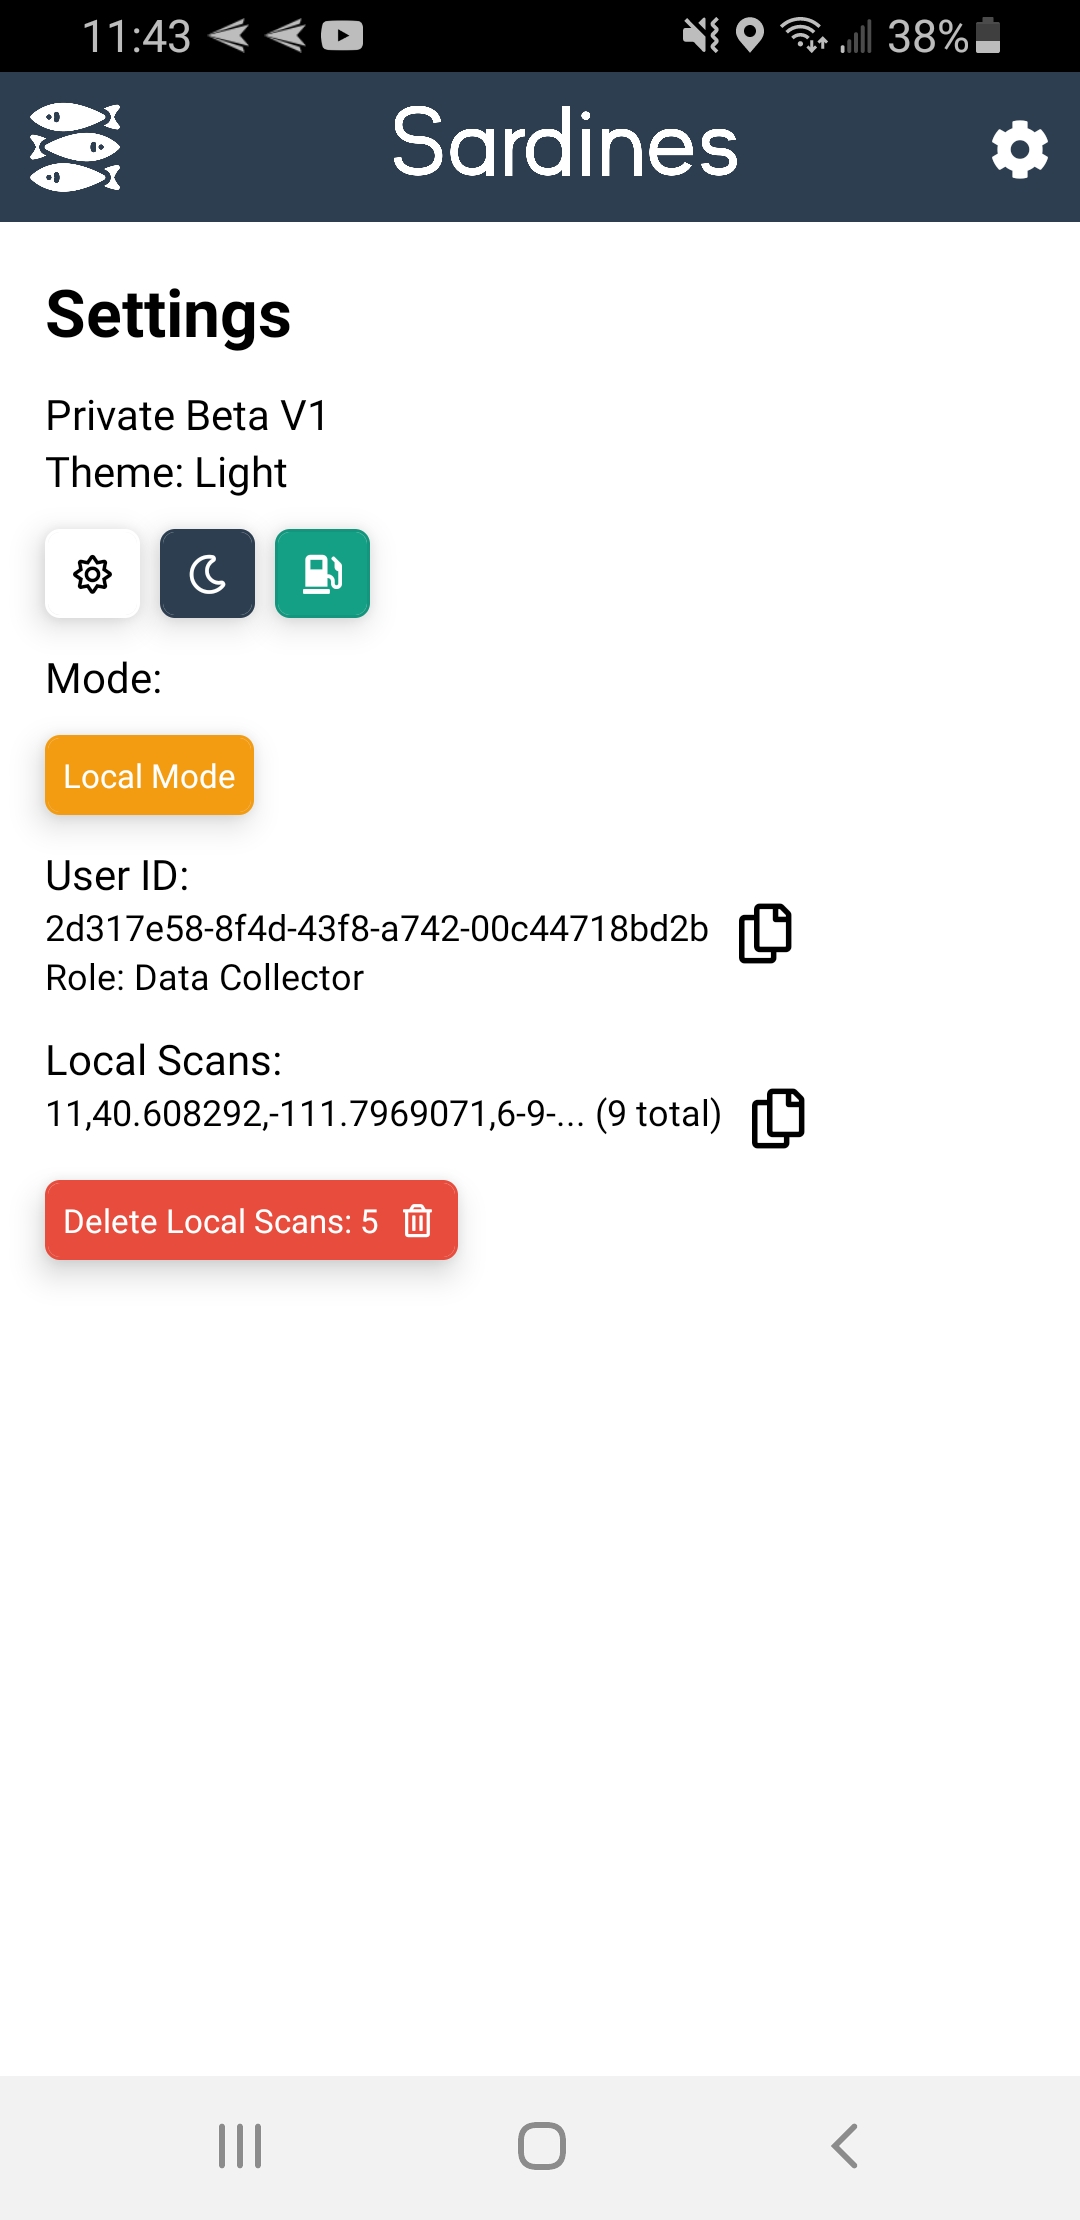 11:43
38%
Sardines
Settings
Private Beta V1
Theme: Light
Mode:
Local Mode
User ID:
2d317e58-8f4d-43f8-a742-00c44718bd2b
Role: Data Collector
Local Scans:
11,40.608292,-111.7969071,6-9-... (9 total)
Delete Local Scans: 5